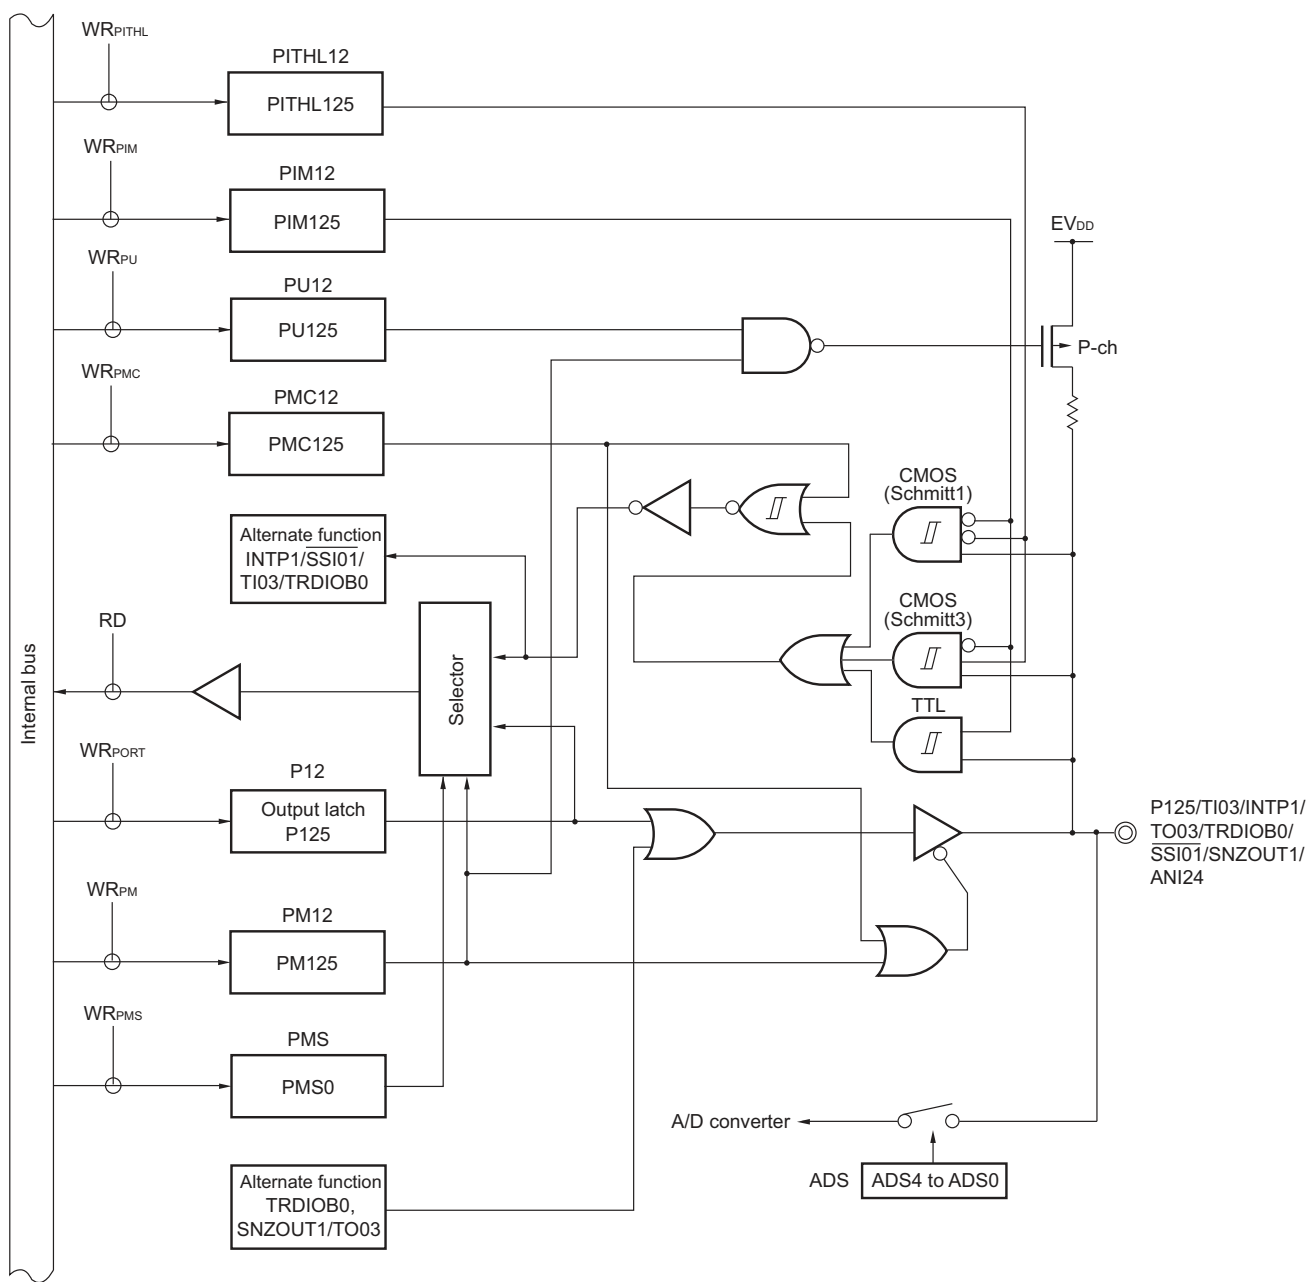 WRPITHL
PITHL12
PITHL125
WRPIM
PIM12
PIM125
EVDD
WRPU
PU12
PU125
P-ch
WRPMC
PMC12
PMC125
CMOS
(Schmitt1)
Alternate function
INTP1/SSI01/
TI03/TRDIOB0
CMOS
(Schmitt3)
RD
Internal bus
Selector
TTL
WRPORT
P12
Output latch
P125
P125/TI03/INTP1/
TO03/TRDIOB0/
SSI01/SNZOUT1/
ANI24
WRPM
PM12
PM125
WRPMS
PMS
PMS0
A/D converter
ADS
ADS4 to ADS0
Alternate function
TRDIOB0,
SNZOUT1/TO03